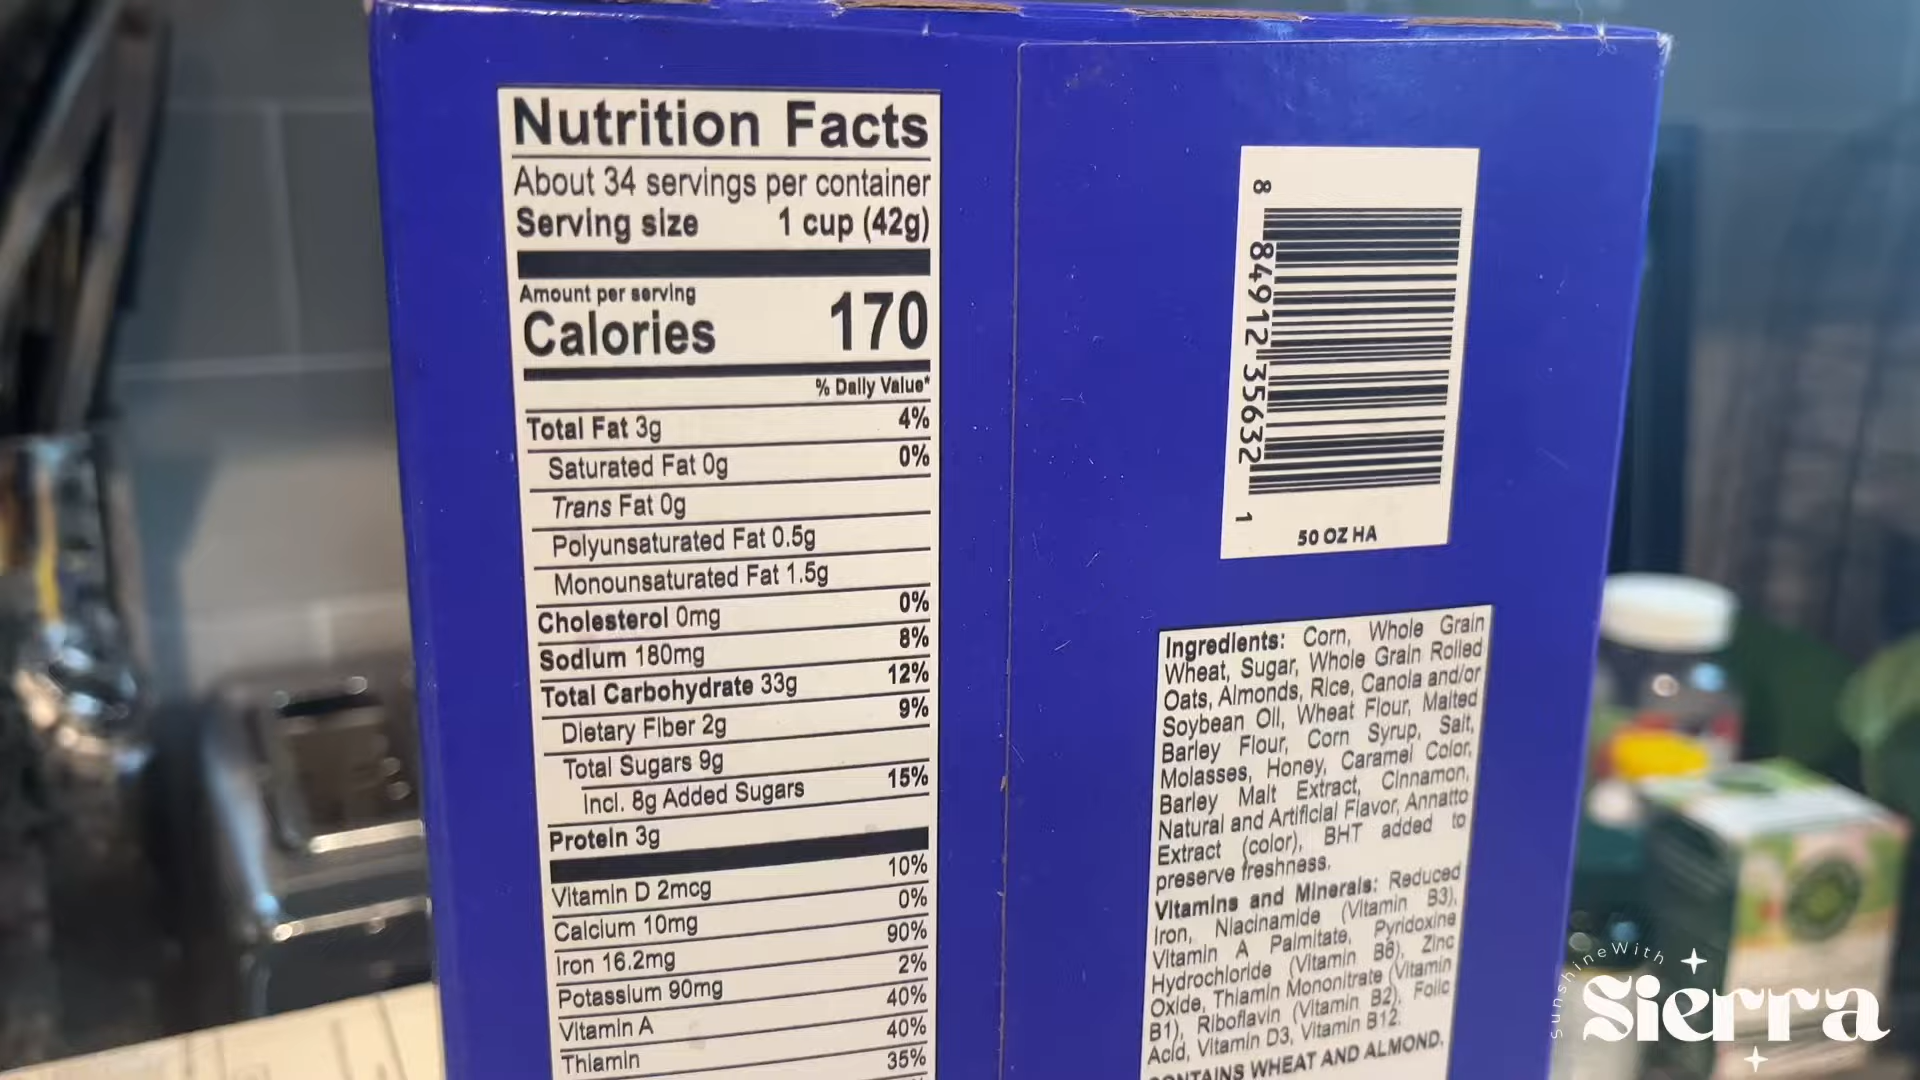 Nutrition Facts
About 34 servings per container
Serving size 1 cup (42g)
Amount per serving
Calories 170
% Daily Value*
Total Fat 3g 4%
Saturated Fat 0g 0%
Trans Fat 0g
Polyunsaturated Fat 0.5g
Monounsaturated Fat 1.5g
Cholesterol 0mg 0%
Sodium 180mg 8%
Total Carbohydrate 33g 12%
Dietary Fiber 2g 9%
Total Sugars 9g
Incl. 8g Added Sugars 15%
Protein 3g
Vitamin D 2mcg 10%
Calcium 10mg 0%
Iron 16.2mg 90%
Potassium 90mg 2%
Vitamin A 40%
Thiamin 40%
35%
8 84912 35632 1
50 OZ HA
Ingredients: Corn, Whole Grain
Wheat, Sugar, Whole Grain Rolled
Oats, Almonds, Rice, Canola and/or
Soybean Oil, Wheat Flour, Malted
Barley Flour, Corn Syrup, Salt,
Molasses, Honey, Caramel Color,
Barley Malt Extract, Cinnamon,
Natural and Artificial Flavor, Annatto
Extract (color), BHT added to
preserve freshness.
Vitamins and Minerals: Reduced
Iron, Niacinamide (Vitamin B3),
Vitamin A Palmitate, Pyridoxine
Hydrochloride (Vitamin B6), Zinc
Oxide, Thiamin Mononitrate (Vitamin
B1), Riboflavin (Vitamin B2), Folic
Acid, Vitamin D3, Vitamin B12.
CONTAINS WHEAT AND ALMOND.
SunshineWith
Sierra